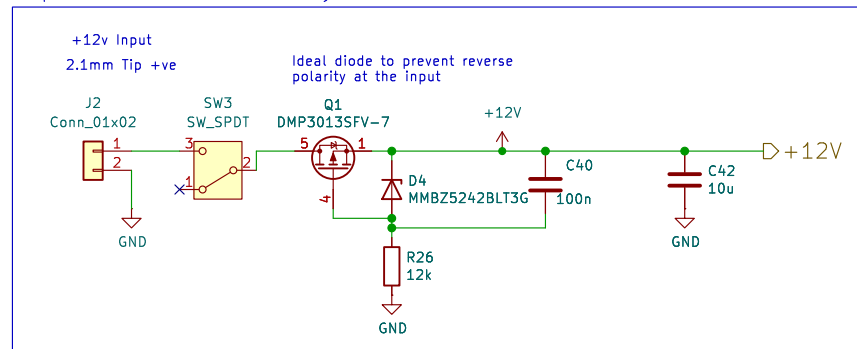 +12v Input
2.1mm Tip +ve
Ideal diode to prevent reverse
polarity at the input
J2
Conn_01x02
1
2
GND
SW3
SW_SPDT
3
1
2
Q1
DMP3013SFV-7
5
1
4
+12V
D4
MMBZ5242BLT3G
C40
100n
R26
12k
GND
C42
10u
GND
+12V